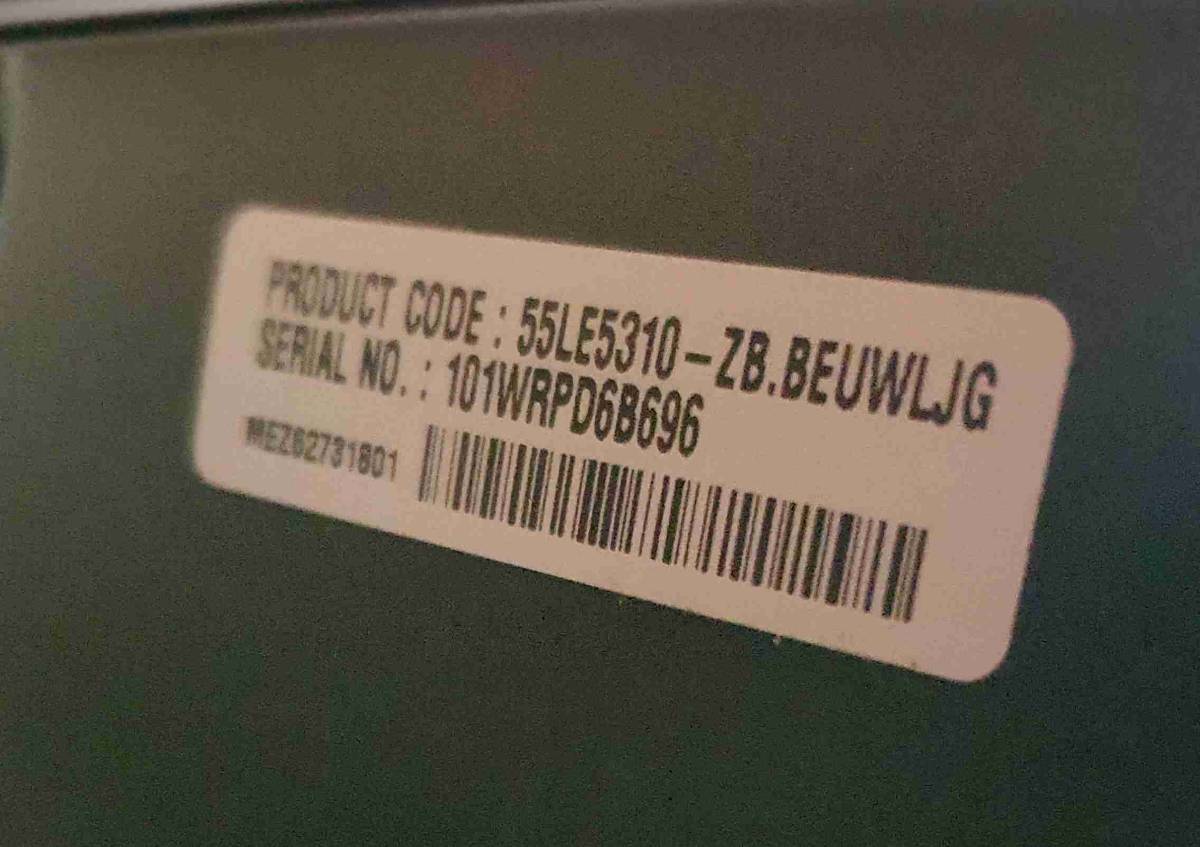 PRODUCT CODE : 55LE5310-ZB.BEUWLJG
SERIAL NO. : 101WRPD6B696
MEZ62731801